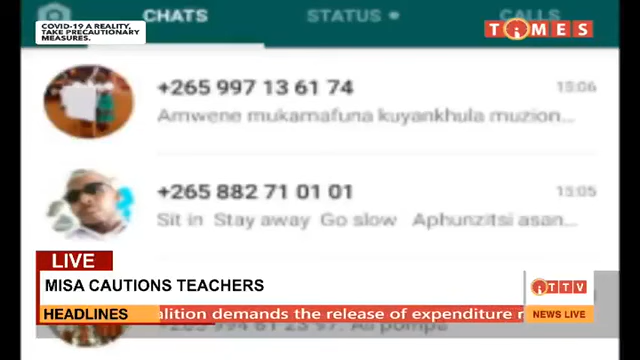 CHATS
STATUS
CALLS
COVID-19 A REALITY,
TAKE PRECAUTIONARY
MEASURES.
TIMES
+265 997 13 61 74
15:06
Amwene mukamafuna kuyankhula muzion...
+265 882 71 01 01
15:05
Sit in Stay away Go slow Aphunzitsi asan...
LIVE
MISA CAUTIONS TEACHERS
TTV
HEADLINES
alition demands the release of expenditure r
NEWS LIVE